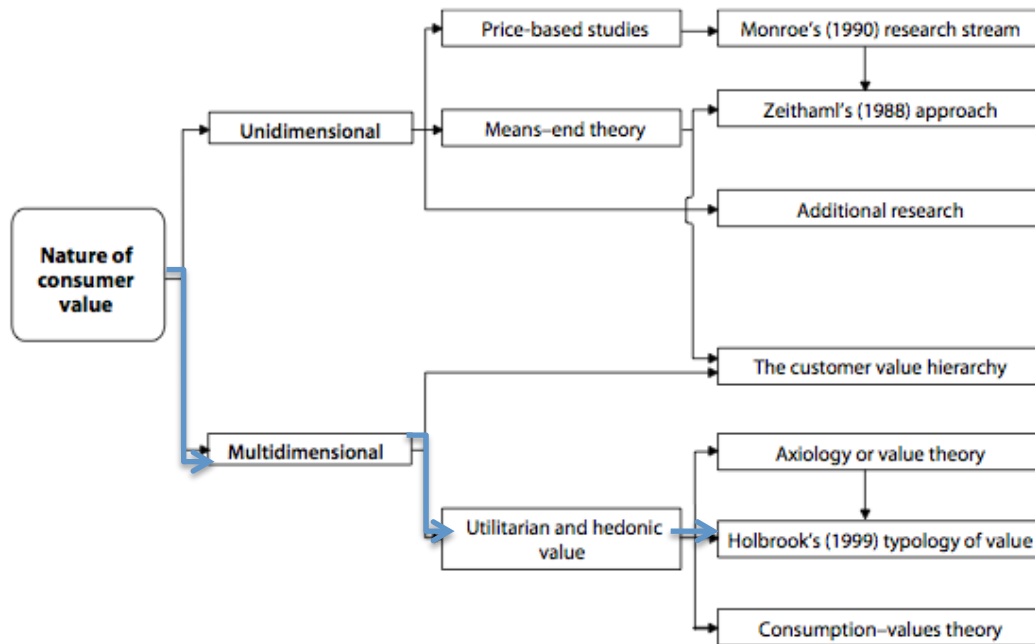 Price-based studies
Monroe's (1990) research stream
Zeithaml's (1988) approach
Unidimensional
Means–end theory
Additional research
Nature of
consumer
value
The customer value hierarchy
Multidimensional
Axiology or value theory
Utilitarian and hedonic
value
Holbrook's (1999) typology of value
Consumption–values theory